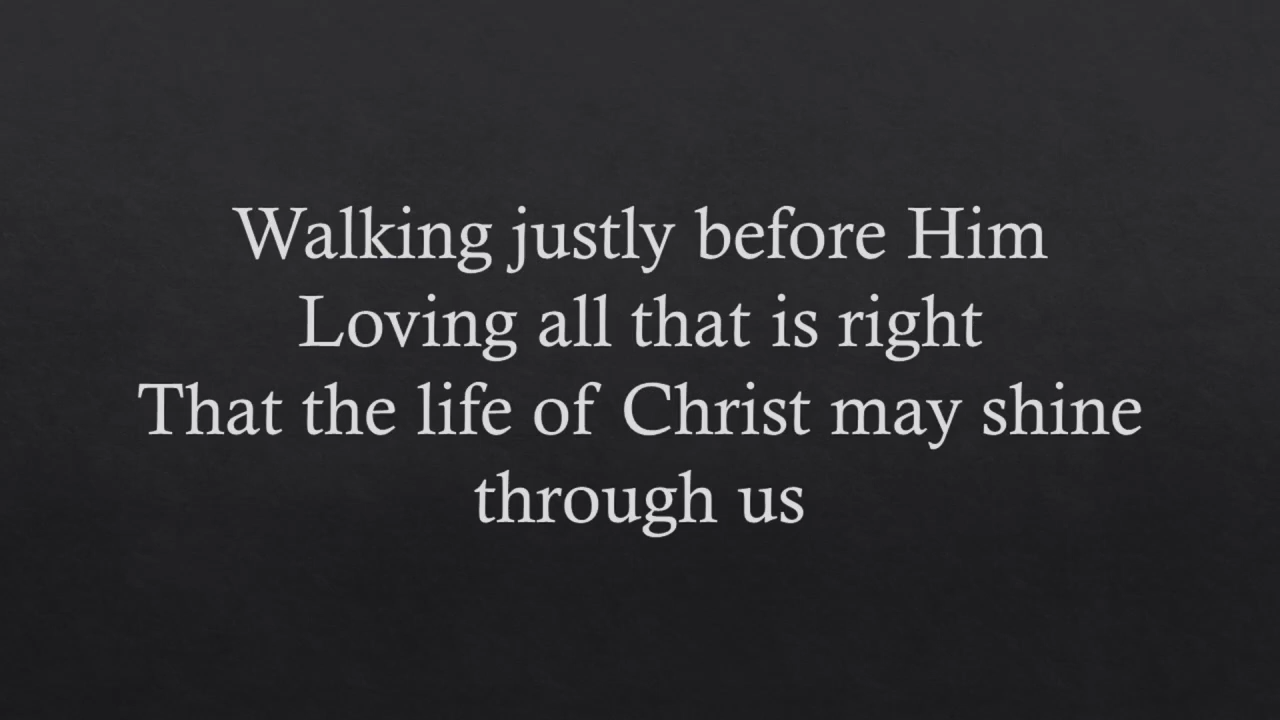 Walking justly before Him
Loving all that is right
That the life of Christ may shine
through us